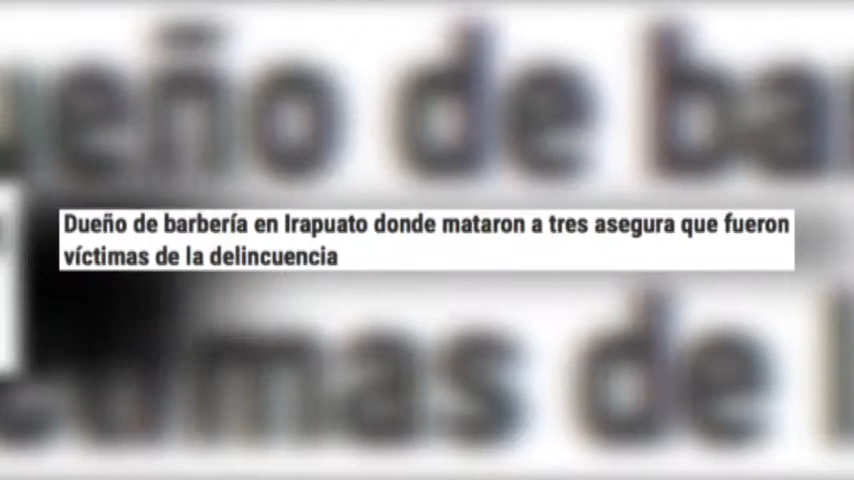 Dueño de barbería en Irapuato donde mataron a tres asegura que fueron
víctimas de la delincuencia